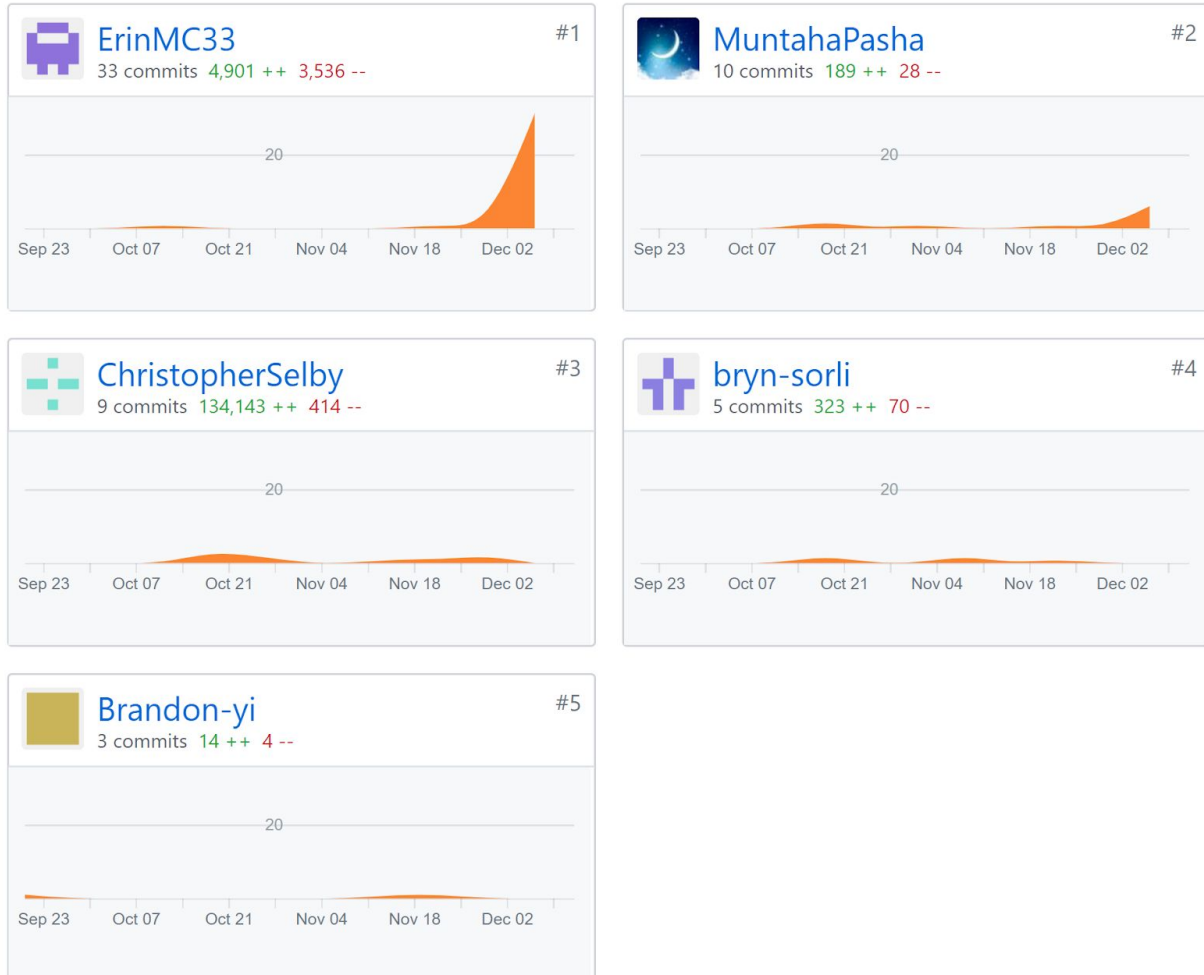 ErinMC33 #1
33 commits 4,901 ++ 3,536 --
20
Sep 23 Oct 07 Oct 21 Nov 04 Nov 18 Dec 02
MuntahaPasha #2
10 commits 189 ++ 28 --
20
Sep 23 Oct 07 Oct 21 Nov 04 Nov 18 Dec 02
ChristopherSelby #3
9 commits 134,143 ++ 414 --
20
Sep 23 Oct 07 Oct 21 Nov 04 Nov 18 Dec 02
bryn-sorli #4
5 commits 323 ++ 70 --
20
Sep 23 Oct 07 Oct 21 Nov 04 Nov 18 Dec 02
Brandon-yi #5
3 commits 14 ++ 4 --
20
Sep 23 Oct 07 Oct 21 Nov 04 Nov 18 Dec 02